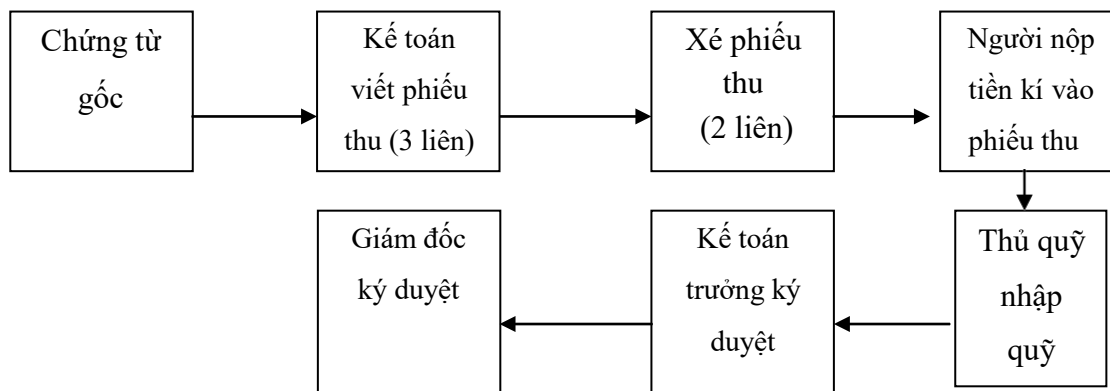 Chứng từ
gốc
Kế toán
viết phiếu
thu (3 liên)
Xé phiếu
thu
(2 liên)
Người nộp
tiền kí vào
phiếu thu
Thủ quỹ
nhập
quỹ
Kế toán
trưởng ký
duyệt
Giám đốc
ký duyệt